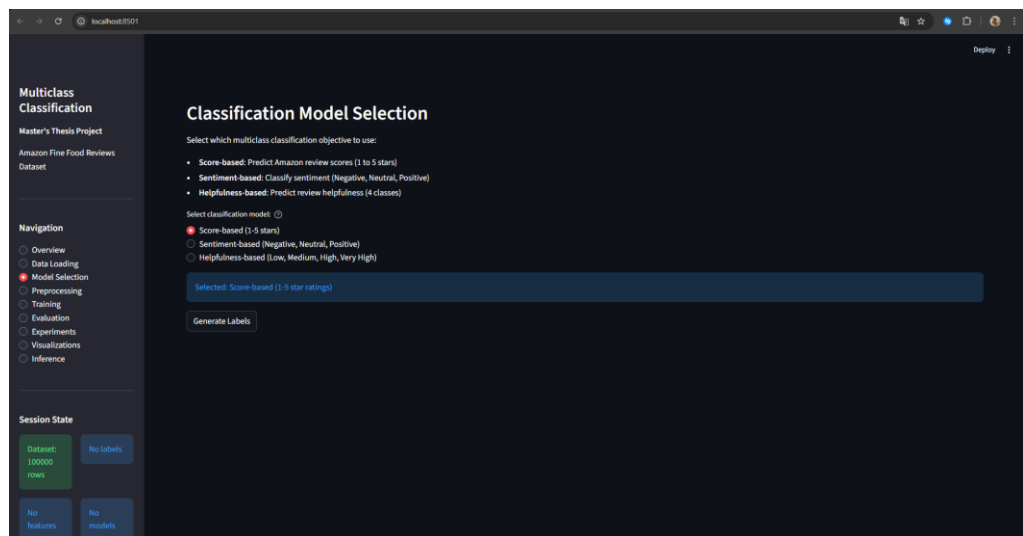 localhost:8501
Deploy
Multiclass
Classification
Master's Thesis Project
Amazon Fine Food Reviews
Dataset
Navigation
Overview
Data Loading
Model Selection
Preprocessing
Training
Evaluation
Experiments
Visualizations
Inference
Session State
Dataset:
100000
rows
No labels
No
features
No
models
Classification Model Selection
Select which multiclass classification objective to use:
• Score-based: Predict Amazon review scores (1 to 5 stars)
• Sentiment-based: Classify sentiment (Negative, Neutral, Positive)
• Helpfulness-based: Predict review helpfulness (4 classes)
Select classification model:
Score-based (1-5 stars)
Sentiment-based (Negative, Neutral, Positive)
Helpfulness-based (Low, Medium, High, Very High)
Selected: Score-based (1-5 star ratings)
Generate Labels